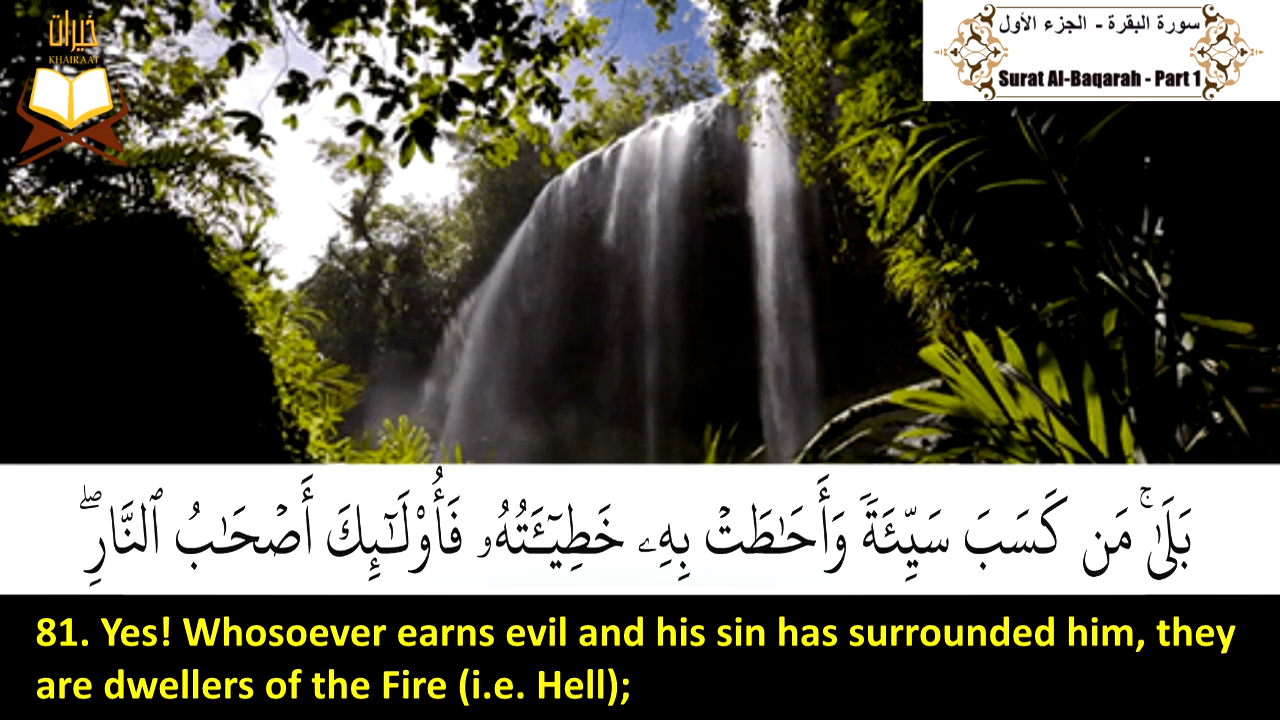 خيرات
KHAIRAAT
سورة البقرة - الجزء الأول
Surat Al-Baqarah - Part 1
بَلَىٰ ۚ مَن كَسَبَ سَيِّئَةً وَأَحَـٰطَتْ بِهِۦ خَطِيٓـَٔتُهُۥ فَأُو۟لَـٰٓئِكَ أَصْحَـٰبُ ٱلنَّارِ ۖ
81. Yes! Whosoever earns evil and his sin has surrounded him, they
are dwellers of the Fire (i.e. Hell);